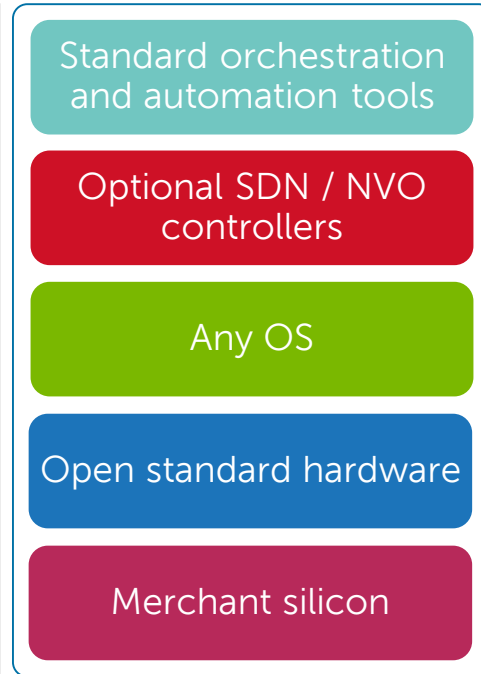 Standard orchestration
and automation tools
Optional SDN / NVO
controllers
Any OS
Open standard hardware
Merchant silicon